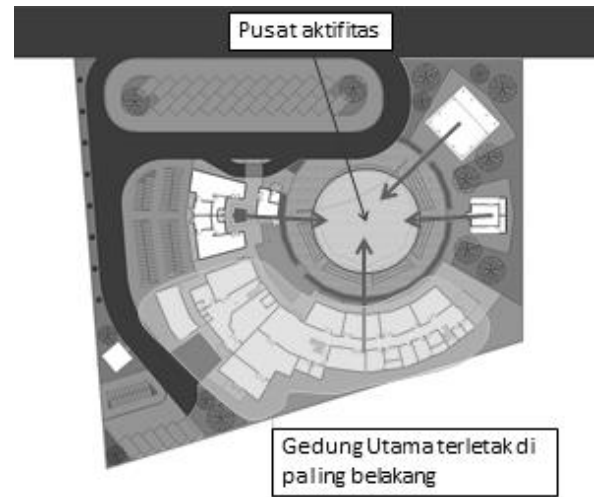 Pusat aktifitas
Gedung Utama terletak di
paling belakang